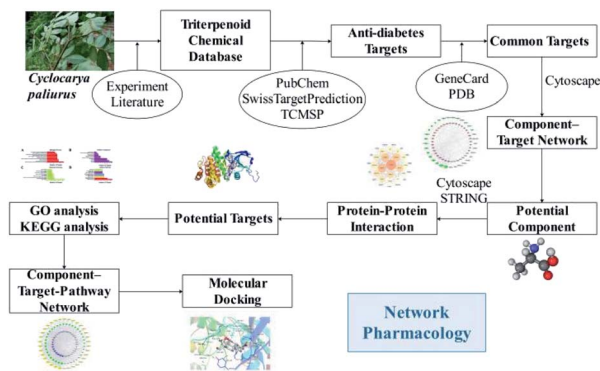 Cyclocarya
paliurus
Experiment
Literature
Triterpenoid
Chemical
Database
PubChem
SwissTargetPrediction
TCMSP
Anti-diabetes
Targets
GeneCard
PDB
Common Targets
Cytoscape
Component–
Target Network
Cytoscape
STRING
Potential
Component
Protein-Protein
Interaction
Potential Targets
A
B
C
D
GO analysis
KEGG analysis
Component–
Target-Pathway
Network
Molecular
Docking
Network
Pharmacology